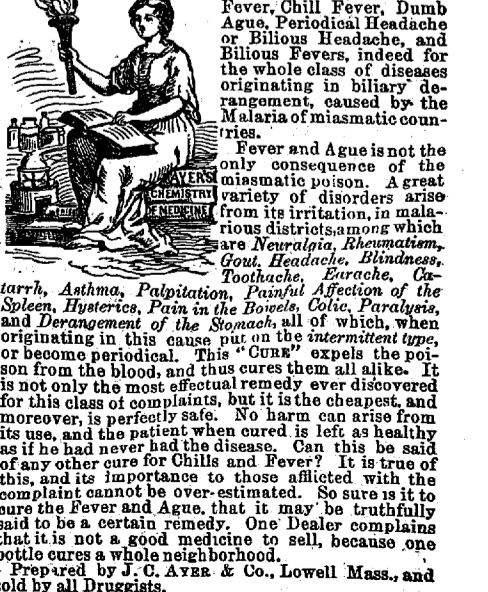 Fever, Chill Fever, Dumb
Ague, Periodical Headache
or Bilious Headache, and
Bilious Fevers, indeed for
the whole class of diseases
originating in biliary de-
rangement, caused by the
Malaria of miasmatic coun-
tries.
Fever and Ague is not the
only consequence of the
miasmatic poison. A great
variety of disorders arise
from its irritation, in mala-
rious districts, among which
are Neuralgia, Rheumatism,
Gout, Headache, Blindness,
Toothache, Earache, Ca-
AYER'S
CHEMISTRY
OF MEDICINE
tarrh, Asthma, Palpitation, Painful Affection of the
Spleen, Hysterics, Pain in the Bowels, Colic, Paralysis,
and Derangement of the Stomach, all of which, when
originating in this cause put on the intermittent type,
or become periodical. This "CURE" expels the poi-
son from the blood, and thus cures them all alike. It
is not only the most effectual remedy ever discovered
for this class of complaints, but it is the cheapest, and
moreover, is perfectly safe. No harm can arise from
its use, and the patient when cured is left as healthy
as if he had never had the disease. Can this be said
of any other cure for Chills and Fever? It is true of
this, and its importance to those afflicted with the
complaint cannot be over-estimated. So sure is it to
cure the Fever and Ague, that it may be truthfully
said to be a certain remedy. One Dealer complains
that it is not a good medicine to sell, because one
bottle cures a whole neighborhood.
Prepared by J. C. AYER & Co., Lowell Mass., and
sold by all Druggists.